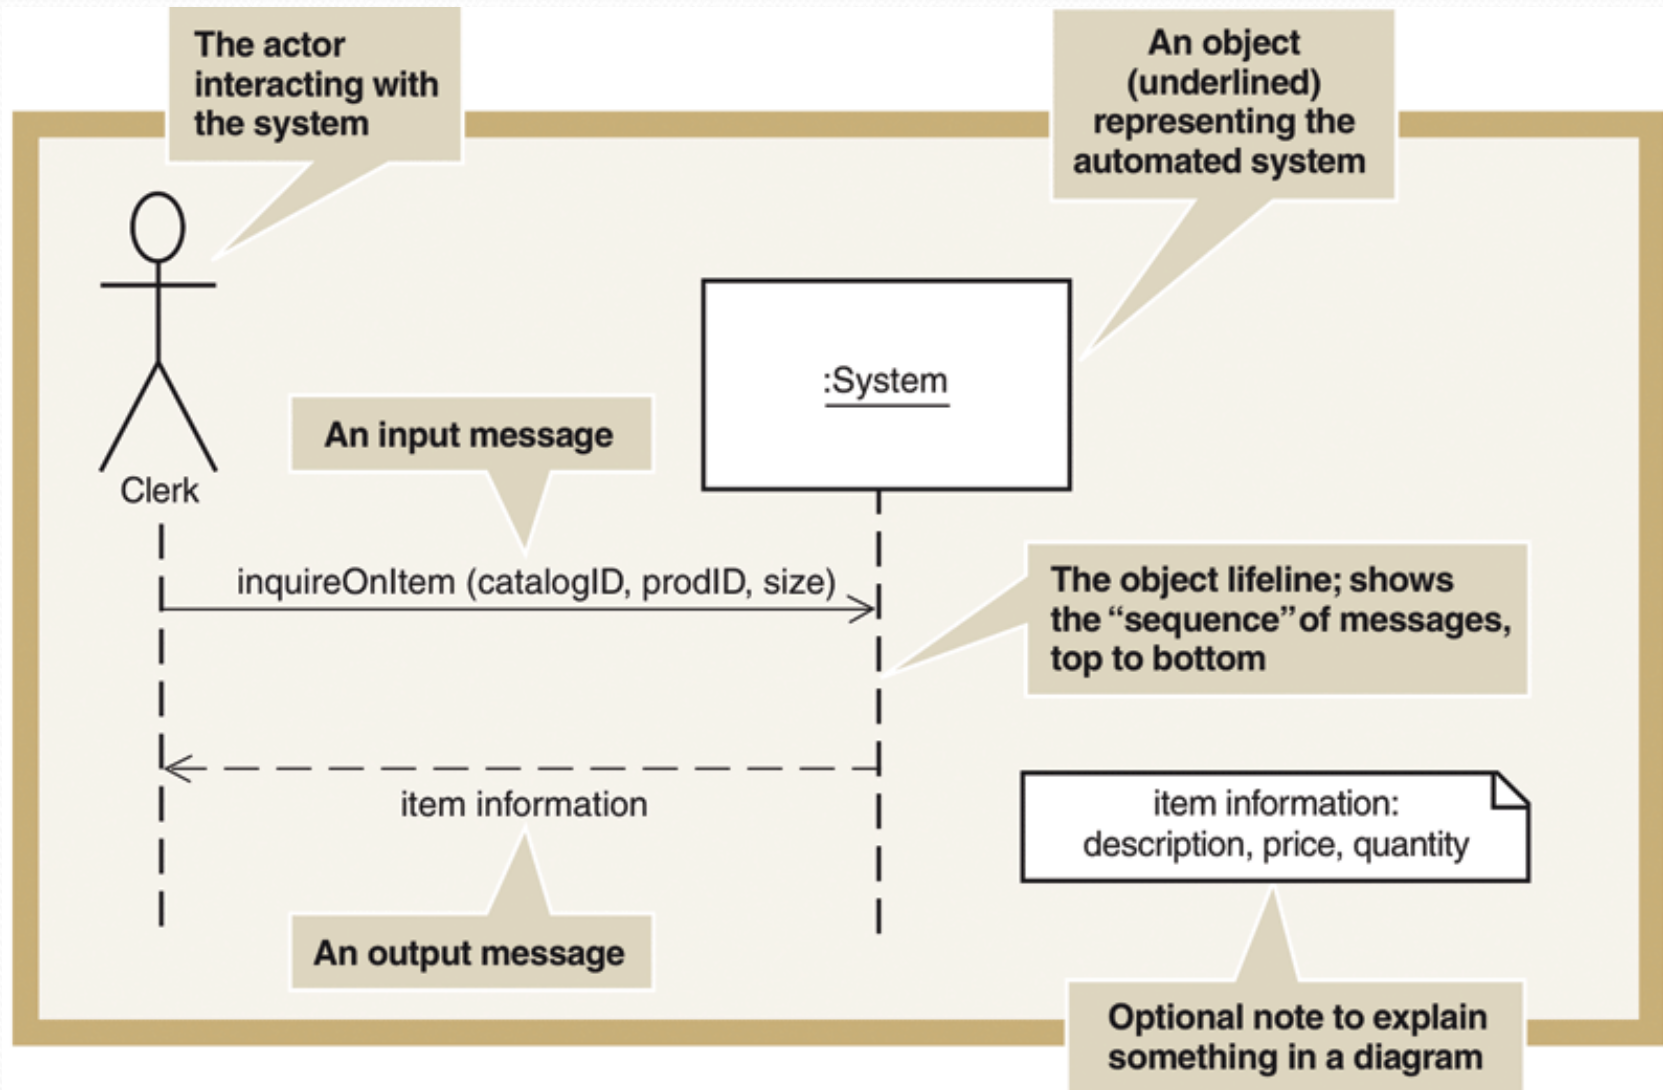 The actor
interacting with
the system
An object
(underlined)
representing the
automated system
:System
An input message
Clerk
inquireOnItem (catalogID, prodID, size)
The object lifeline; shows
the “sequence” of messages,
top to bottom
item information
item information:
description, price, quantity
An output message
Optional note to explain
something in a diagram